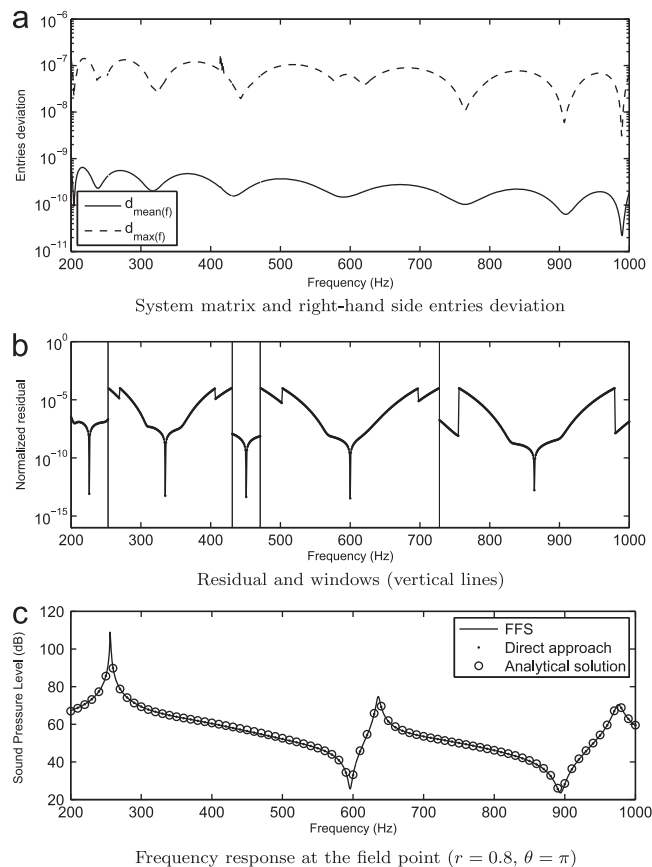 a
10^−6
10^−7
10^−8
10^−9
10^−10
10^−11
Entries deviation
d_mean(f)
d_max(f)
200 300 400 500 600 700 800 900 1000
Frequency (Hz)
System matrix and right-hand side entries deviation
b
10^0
10^−5
10^−10
10^−15
Normalized residual
200 300 400 500 600 700 800 900 1000
Frequency (Hz)
Residual and windows (vertical lines)
c
120
100
80
60
40
20
Sound Pressure Level (dB)
FFS
Direct approach
Analytical solution
200 300 400 500 600 700 800 900 1000
Frequency (Hz)
Frequency response at the field point (r = 0.8, θ = π)